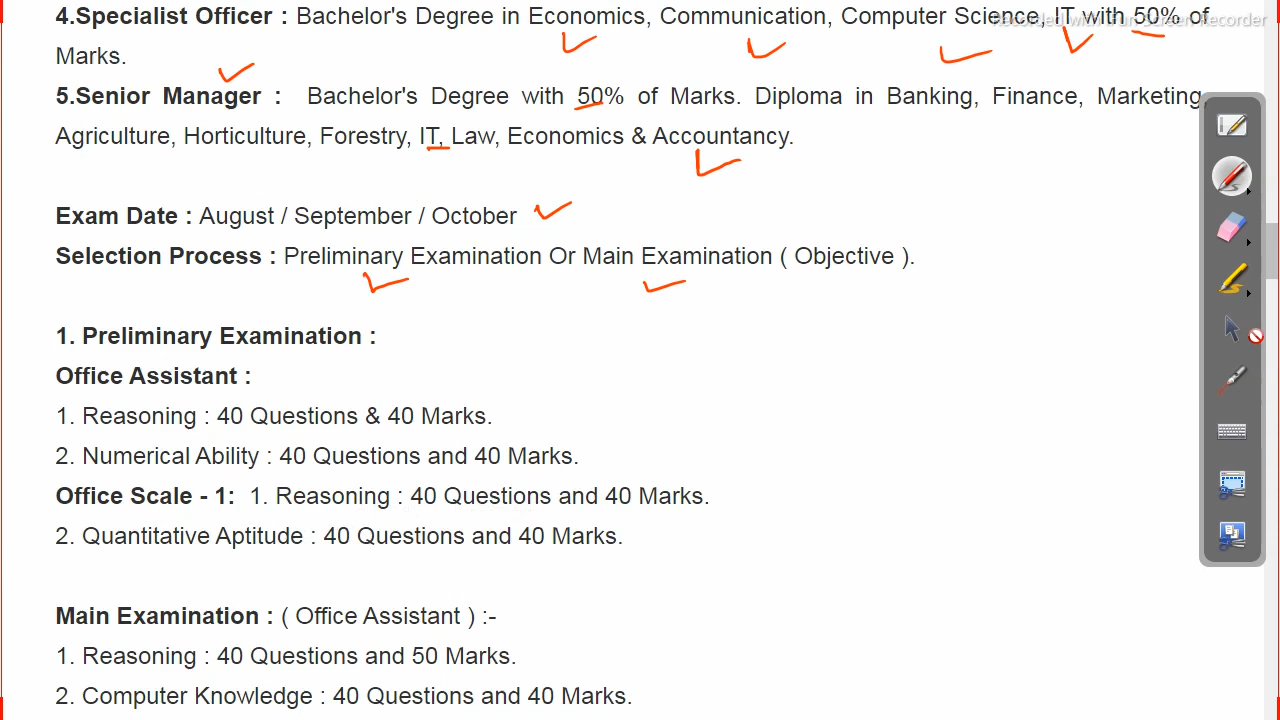 4.Specialist Officer : Bachelor's Degree in Economics, Communication, Computer Science, IT with 50% of
Recorded with iFun Screen Recorder
Marks.
5.Senior Manager : Bachelor's Degree with 50% of Marks. Diploma in Banking, Finance, Marketing,
Agriculture, Horticulture, Forestry, IT, Law, Economics & Accountancy.
Exam Date : August / September / October
Selection Process : Preliminary Examination Or Main Examination ( Objective ).
1. Preliminary Examination :
Office Assistant :
1. Reasoning : 40 Questions & 40 Marks.
2. Numerical Ability : 40 Questions and 40 Marks.
Office Scale - 1: 1. Reasoning : 40 Questions and 40 Marks.
2. Quantitative Aptitude : 40 Questions and 40 Marks.
Main Examination : ( Office Assistant ) :-
1. Reasoning : 40 Questions and 50 Marks.
2. Computer Knowledge : 40 Questions and 40 Marks.